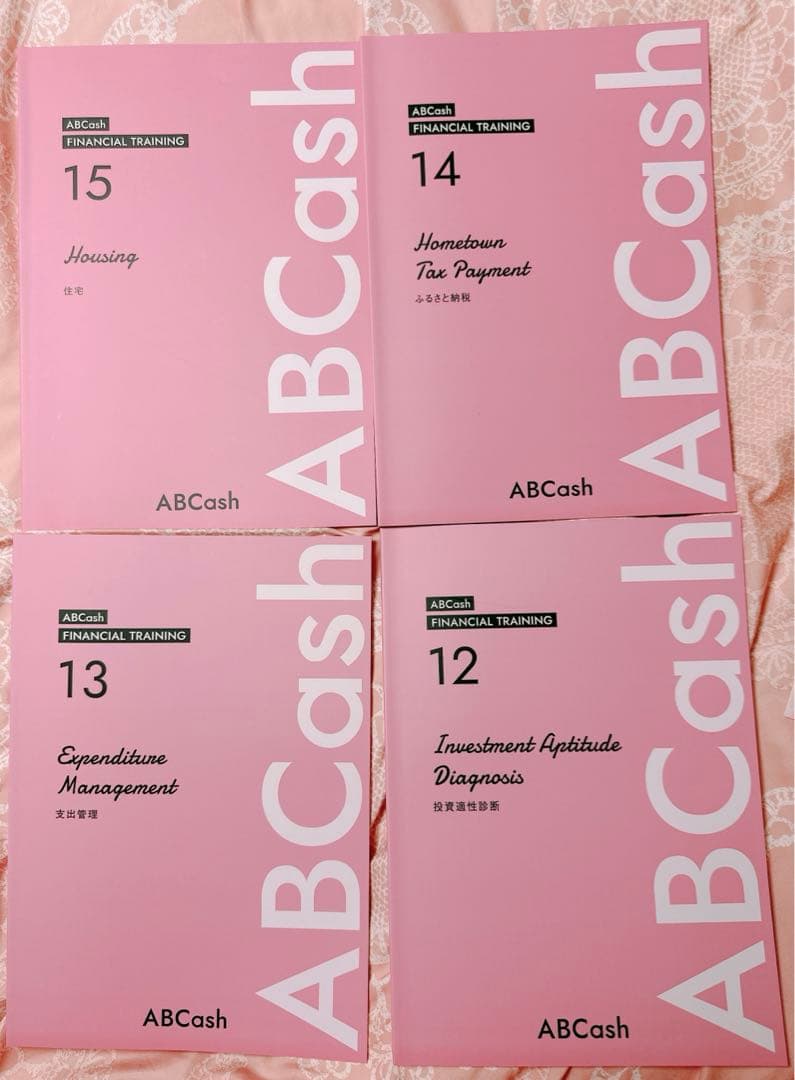 ABCash
FINANCIAL TRAINING
15
Housing
住宅
ABCash
ABCash
ABCash
FINANCIAL TRAINING
14
Hometown
Tax Payment
ふるさと納税
ABCash
ABCash
ABCash
FINANCIAL TRAINING
13
Expenditure
Management
支出管理
ABCash
ABCash
ABCash
FINANCIAL TRAINING
12
Investment Aptitude
Diagnosis
投資適性診断
ABCash
ABCash